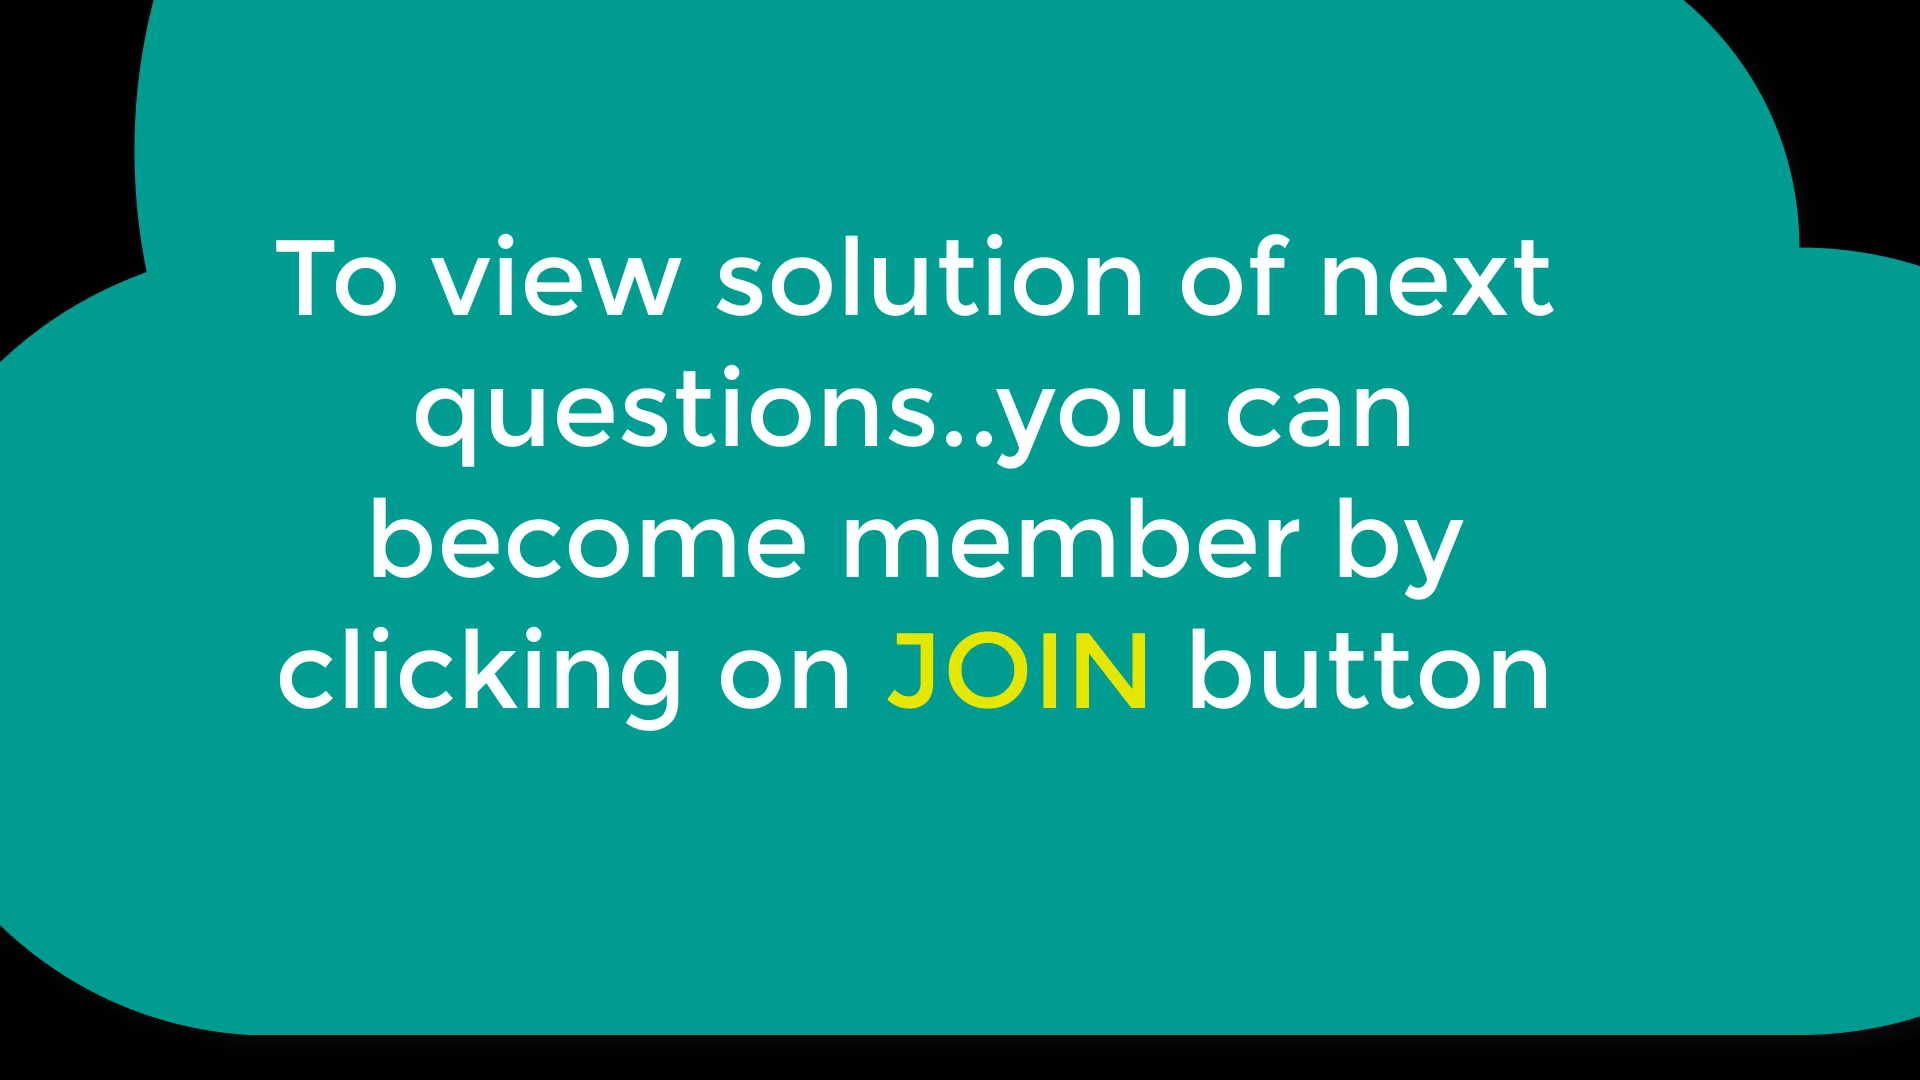 To view solution of next
questions..you can
become member by
clicking on JOIN button